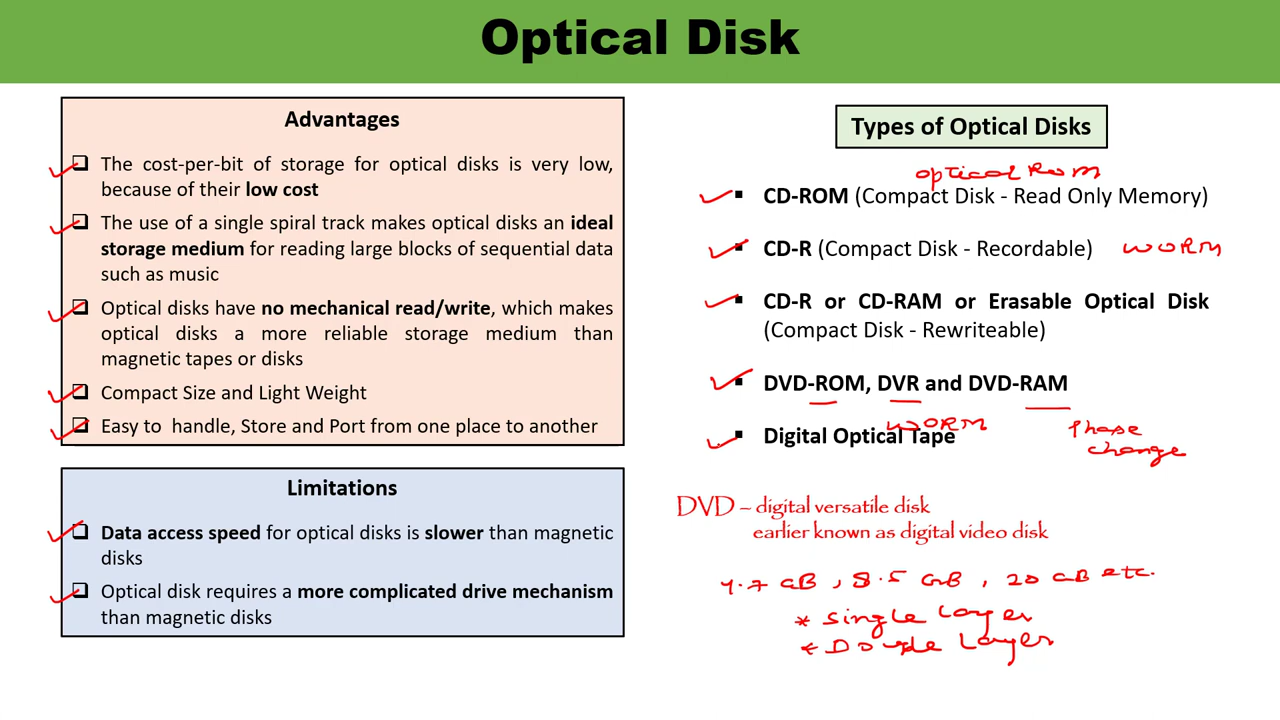 Optical Disk
Advantages
The cost-per-bit of storage for optical disks is very low,
because of their low cost
The use of a single spiral track makes optical disks an ideal
storage medium for reading large blocks of sequential data
such as music
Optical disks have no mechanical read/write, which makes
optical disks a more reliable storage medium than
magnetic tapes or disks
Compact Size and Light Weight
Easy to handle, Store and Port from one place to another
Limitations
Data access speed for optical disks is slower than magnetic
disks
Optical disk requires a more complicated drive mechanism
than magnetic disks
Types of Optical Disks
optical ROM
CD-ROM (Compact Disk - Read Only Memory)
CD-R (Compact Disk - Recordable) WORM
CD-R or CD-RAM or Erasable Optical Disk
(Compact Disk - Rewriteable)
DVD-ROM, DVR and DVD-RAM
WORM Phase
change
Digital Optical Tape
DVD – digital versatile disk
earlier known as digital video disk
4.7 GB, 8.5 GB, 20 GB etc.
* Single Layer
* Double Layer